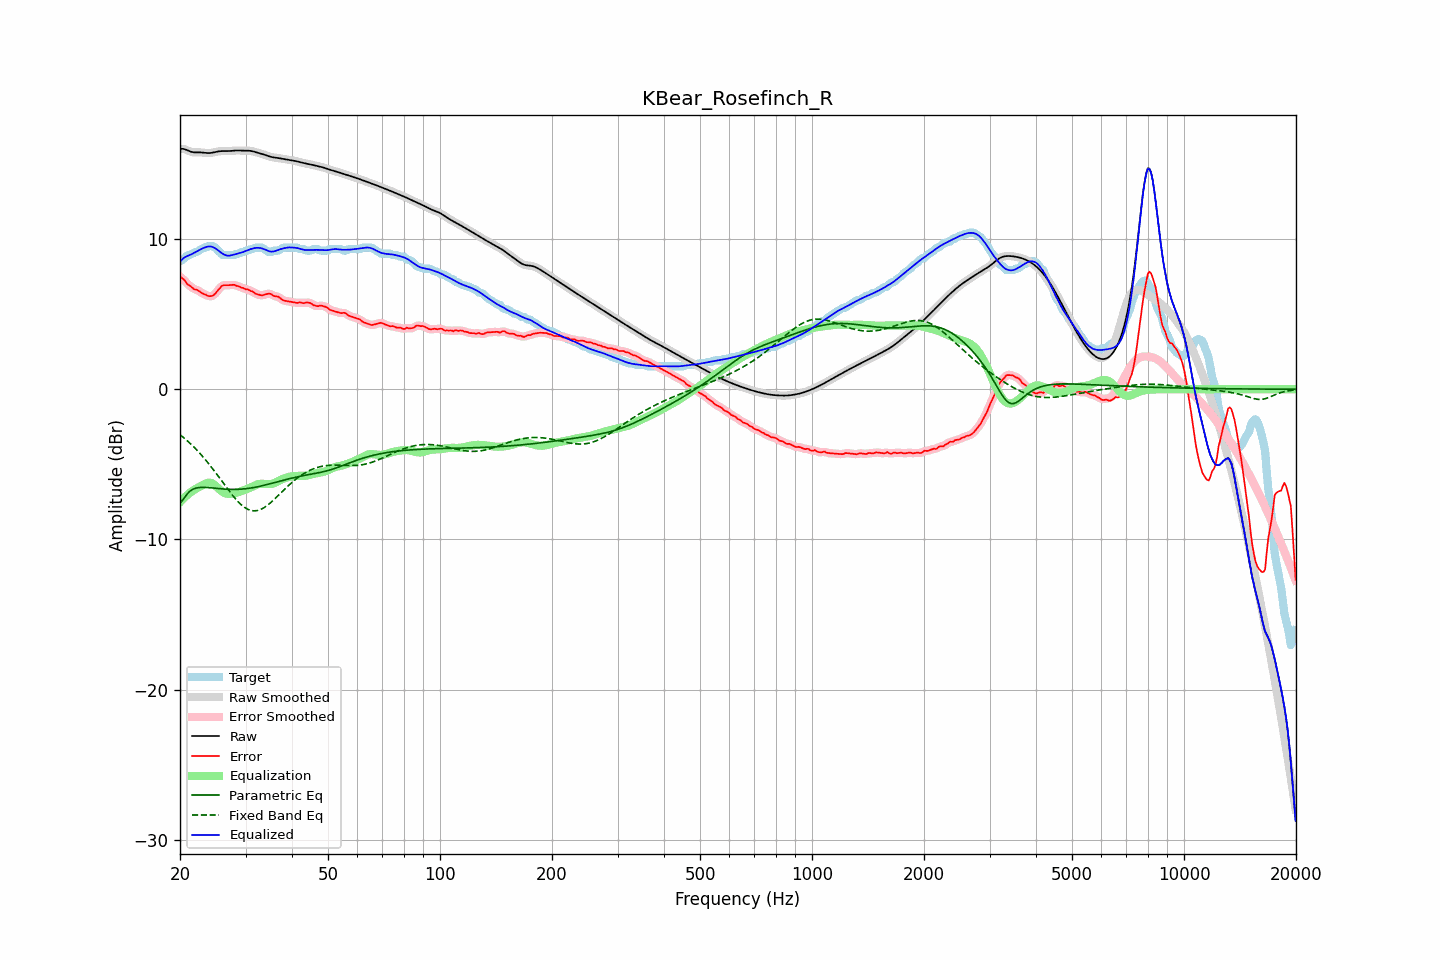 KBear_Rosefinch_R
10
0
−10
−20
−30
Amplitude (dBr)
Target
Raw Smoothed
Error Smoothed
Raw
Error
Equalization
Parametric Eq
Fixed Band Eq
Equalized
20
50
100
200
500
1000
2000
5000
10000
20000
Frequency (Hz)